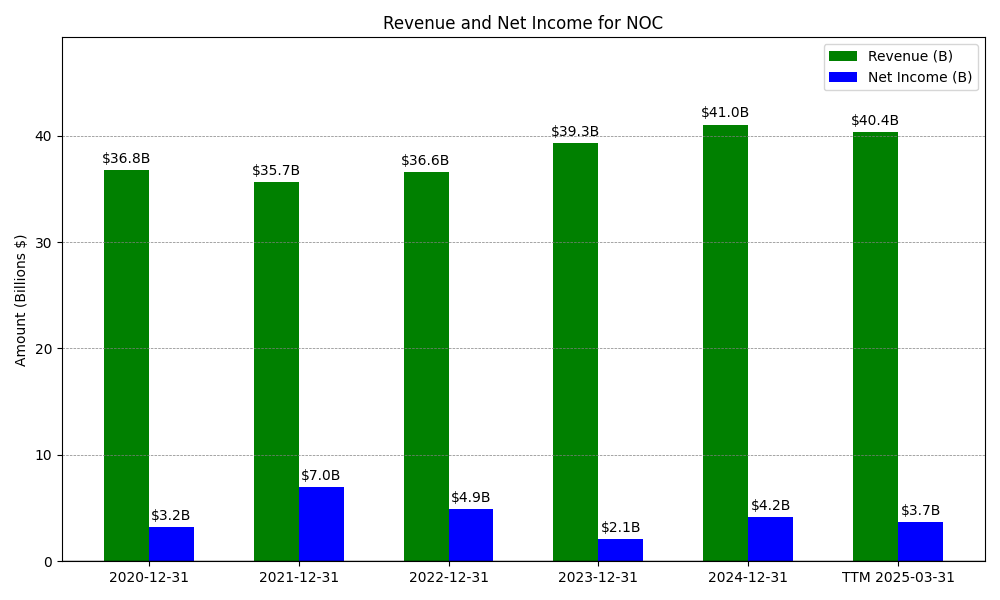 Revenue and Net Income for NOC
Revenue (B)
Net Income (B)
Amount (Billions $)
40
30
20
10
0
$36.8B
$35.7B
$36.6B
$39.3B
$41.0B
$40.4B
$3.2B
$7.0B
$4.9B
$2.1B
$4.2B
$3.7B
2020-12-31
2021-12-31
2022-12-31
2023-12-31
2024-12-31
TTM 2025-03-31